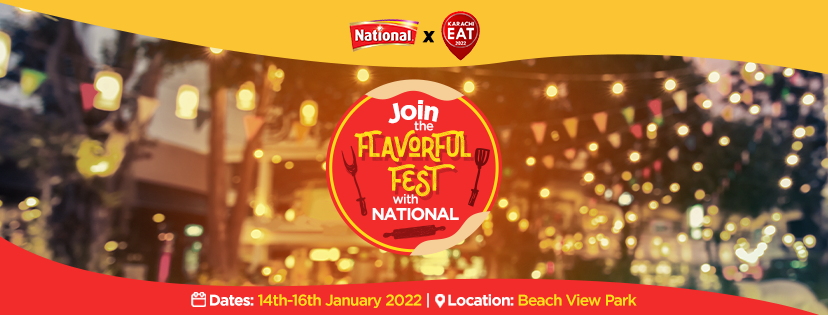 National x KARACHI
EAT
2022
Join
the
FLAVORFUL
FEST
with
NATIONAL
Dates: 14th-16th January 2022 | Location: Beach View Park